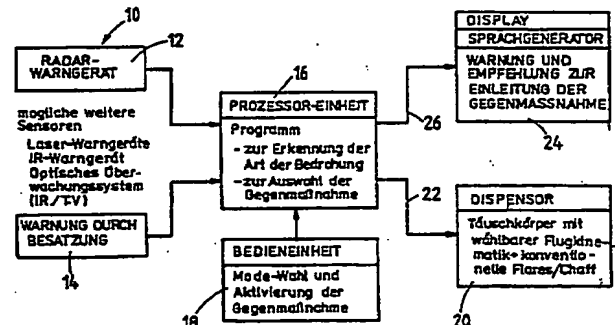 10
RADAR-
WARNGERÄT
12
mögliche weitere
Sensoren
Laser-Warngeräte
IR-Warngerät
Optisches Über-
wachungssystem
(IR/TV)
WARNUNG DURCH
BESATZUNG
14
16
PROZESSOR-EINHEIT
Programm
-zur Erkennung der
Art der Bedrohung
-zur Auswahl der
Gegenmaßnahme
BEDIENEINHEIT
Mode-Wahl und
Aktivierung der
Gegenmaßnahme
18
26
22
DISPLAY
SPRACHGENERATOR
WARNUNG UND
EMPFEHLUNG ZUR
EINLEITUNG DER
GEGENMASSNAHME
24
DISPENSOR
Täuschkörper mit
wählbarer Flugkine-
matik+konventio-
nelle Flares/Chaff
20